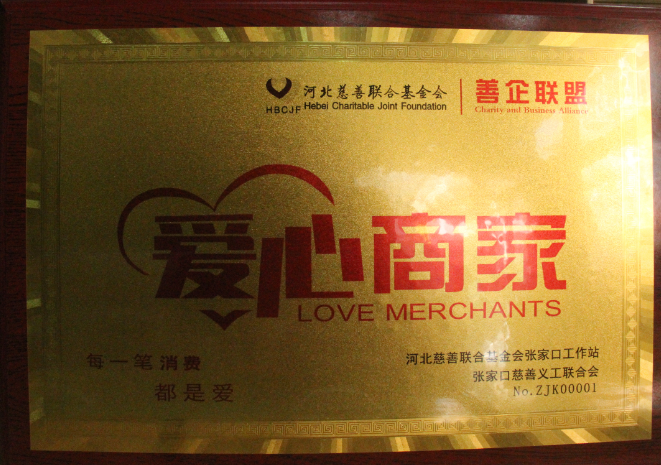 河北慈善联合基金会
HBCJF Hebei Charitable Joint Foundation
善企联盟
Charity and Business Alliance
爱心商家
LOVE MERCHANTS
每一笔消费
都是爱
河北慈善联合基金会张家口工作站
张家口慈善义工联合会
No.ZJK00001